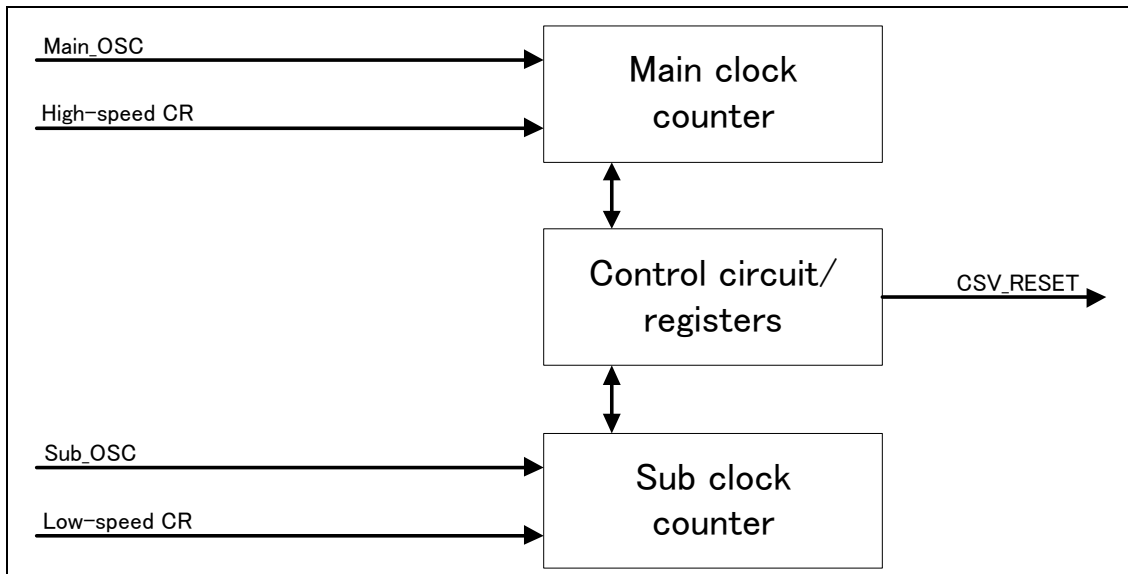 Main_OSC
High-speed CR
Main clock
counter
Control circuit/
registers
CSV_RESET
Sub_OSC
Low-speed CR
Sub clock
counter